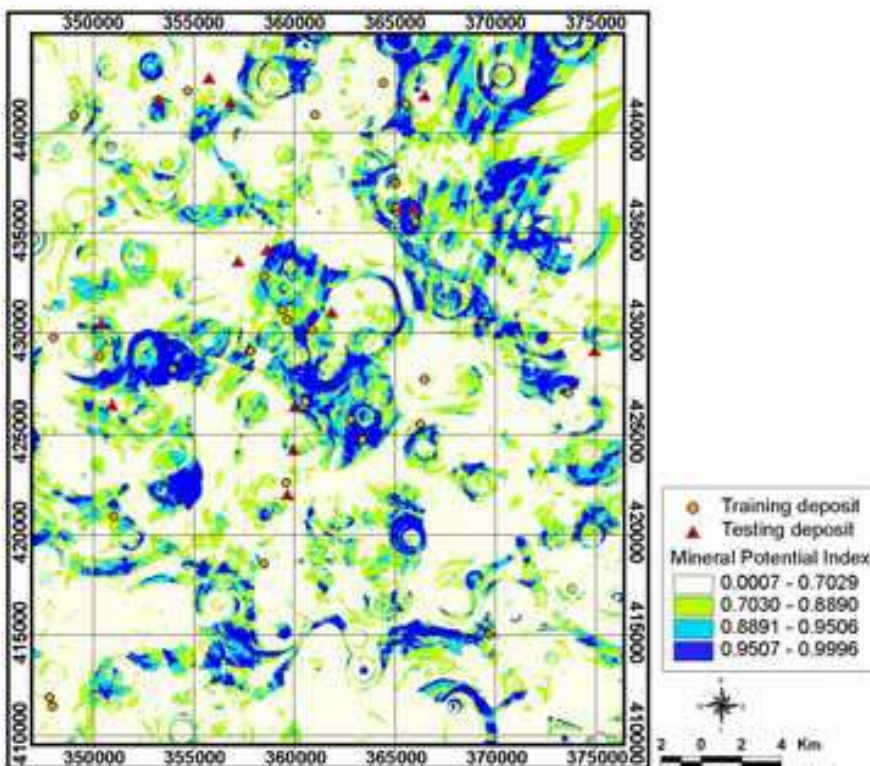 350000 355000 360000 365000 370000 375000
440000 440000
435000 435000
430000 430000
425000 425000
420000 420000
415000 415000
410000 410000
350000 355000 360000 365000 370000 375000
Training deposit
Testing deposit
Mineral Potential Index
0.0007 - 0.7029
0.7030 - 0.8890
0.8891 - 0.9506
0.9507 - 0.9996
2 0 2 4 Km